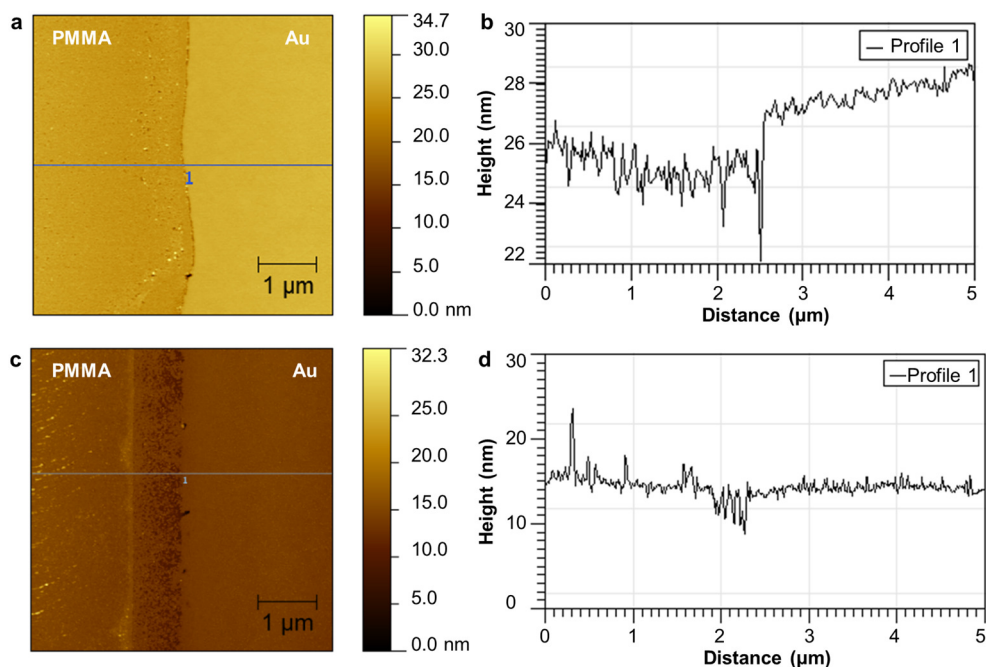 a
PMMA Au
1
1 µm
34.7
30.0
25.0
20.0
15.0
10.0
5.0
0.0 nm
b
Height (nm)
30
28
26
25
24
22
Profile 1
0 1 2 3 4 5
Distance (µm)
c
PMMA Au
1
1 µm
32.3
25.0
20.0
15.0
10.0
5.0
0.0 nm
d
Height (nm)
30
20
10
0
Profile 1
0 1 2 3 4 5
Distance (µm)